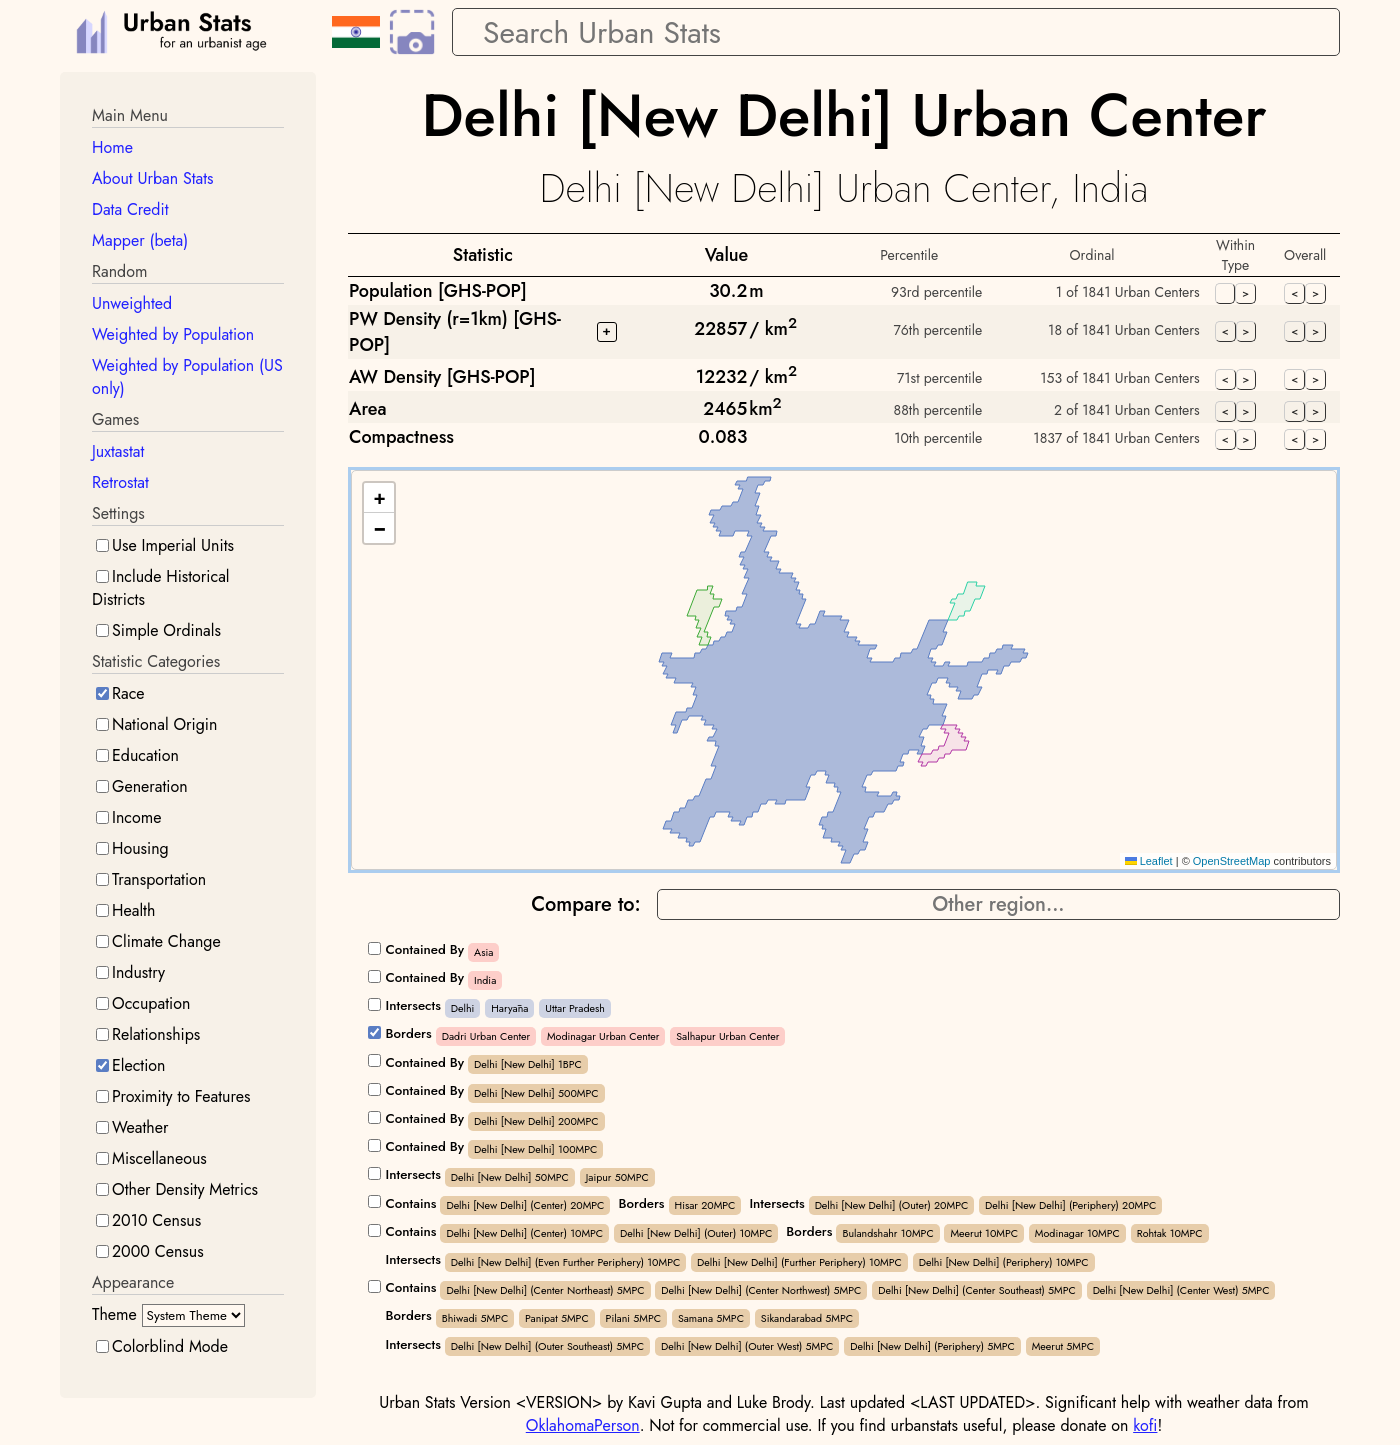 Urban Stats
for an urbanist age
Search Urban Stats
Main Menu
Home
About Urban Stats
Data Credit
Mapper (beta)
Random
Unweighted
Weighted by Population
Weighted by Population (US
only)
Games
Juxtastat
Retrostat
Settings
Use Imperial Units
Include Historical
Districts
Simple Ordinals
Statistic Categories
Race
National Origin
Education
Generation
Income
Housing
Transportation
Health
Climate Change
Industry
Occupation
Relationships
Election
Proximity to Features
Weather
Miscellaneous
Other Density Metrics
2010 Census
2000 Census
Appearance
Theme System Theme
Colorblind Mode
Delhi [New Delhi] Urban Center
Delhi [New Delhi] Urban Center, India
Statistic Value Percentile Ordinal Within Type Overall
Population [GHS-POP] 30.2 m 93rd percentile 1 of 1841 Urban Centers > < >
PW Density (r=1km) [GHS-POP] + 22857 / km² 76th percentile 18 of 1841 Urban Centers < > < >
AW Density [GHS-POP] 12232 / km² 71st percentile 153 of 1841 Urban Centers < > < >
Area 2465 km² 88th percentile 2 of 1841 Urban Centers < > < >
Compactness 0.083 10th percentile 1837 of 1841 Urban Centers < > < >
+
−
Leaflet | © OpenStreetMap contributors
Compare to: Other region...
Contained By Asia
Contained By India
Intersects Delhi Haryāna Uttar Pradesh
Borders Dadri Urban Center Modinagar Urban Center Salhapur Urban Center
Contained By Delhi [New Delhi] 1BPC
Contained By Delhi [New Delhi] 500MPC
Contained By Delhi [New Delhi] 200MPC
Contained By Delhi [New Delhi] 100MPC
Intersects Delhi [New Delhi] 50MPC Jaipur 50MPC
Contains Delhi [New Delhi] (Center) 20MPC Borders Hisar 20MPC Intersects Delhi [New Delhi] (Outer) 20MPC Delhi [New Delhi] (Periphery) 20MPC
Contains Delhi [New Delhi] (Center) 10MPC Delhi [New Delhi] (Outer) 10MPC Borders Bulandshahr 10MPC Meerut 10MPC Modinagar 10MPC Rohtak 10MPC
Intersects Delhi [New Delhi] (Even Further Periphery) 10MPC Delhi [New Delhi] (Further Periphery) 10MPC Delhi [New Delhi] (Periphery) 10MPC
Contains Delhi [New Delhi] (Center Northeast) 5MPC Delhi [New Delhi] (Center Northwest) 5MPC Delhi [New Delhi] (Center Southeast) 5MPC Delhi [New Delhi] (Center West) 5MPC
Borders Bhiwadi 5MPC Panipat 5MPC Pilani 5MPC Samana 5MPC Sikandarabad 5MPC
Intersects Delhi [New Delhi] (Outer Southeast) 5MPC Delhi [New Delhi] (Outer West) 5MPC Delhi [New Delhi] (Periphery) 5MPC Meerut 5MPC
Urban Stats Version <VERSION> by Kavi Gupta and Luke Brody. Last updated <LAST UPDATED>. Significant help with weather data from
OklahomaPerson. Not for commercial use. If you find urbanstats useful, please donate on kofi!